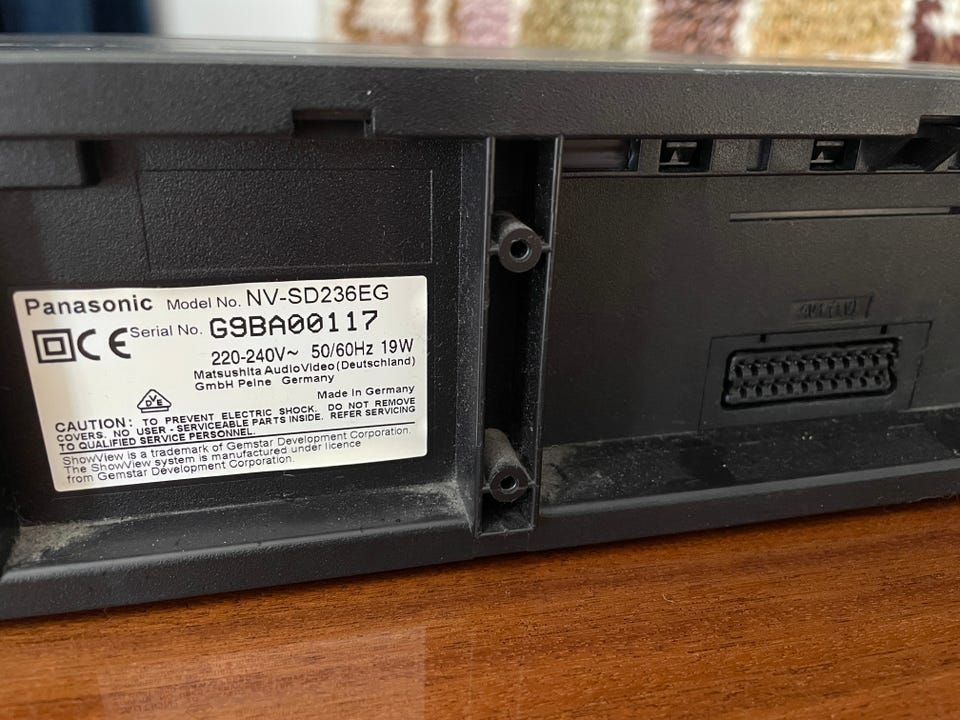 Panasonic Model No. NV-SD236EG
CE Serial No. G9BA00117
220-240V~ 50/60Hz 19W
Matsushita AudioVideo (Deutschland)
GmbH Peine Germany
Made in Germany
VDE
CAUTION: TO PREVENT ELECTRIC SHOCK. DO NOT REMOVE
COVERS. NO USER-SERVICEABLE PARTS INSIDE. REFER SERVICING
TO QUALIFIED SERVICE PERSONNEL.
ShowView is a trademark of Gemstar Development Corporation.
The ShowView system is manufactured under licence
from Gemstar Development Corporation.